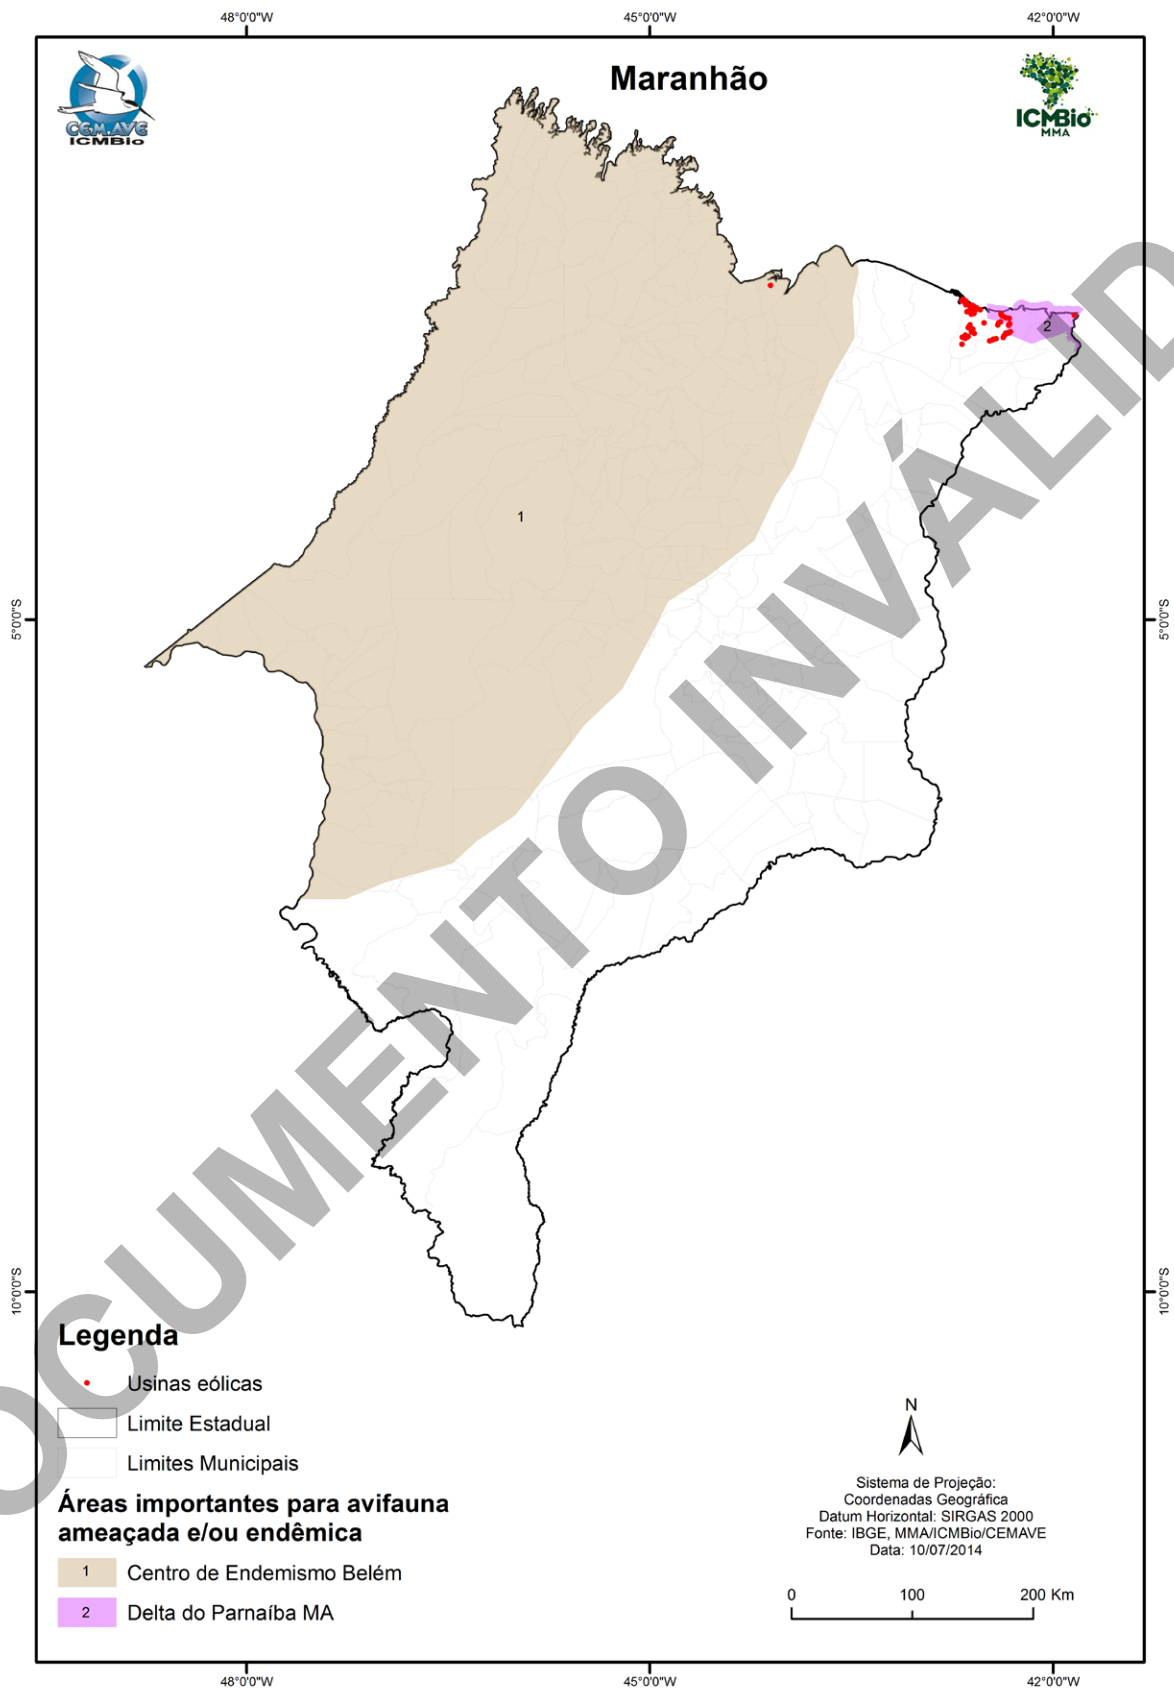 48°0'0"W
45°0'0"W
42°0'0"W
CEMAVE
ICMBio
Maranhão
ICMBio
MMA
2
1
5°0'0"S
5°0'0"S
10°0'0"S
10°0'0"S
OCUMENTO INVÁLID
Legenda
Usinas eólicas
Limite Estadual
Limites Municipais
Áreas importantes para avifauna
ameaçada e/ou endêmica
1 Centro de Endemismo Belém
2 Delta do Parnaíba MA
N
Sistema de Projeção:
Coordenadas Geográfica
Datum Horizontal: SIRGAS 2000
Fonte: IBGE, MMA/ICMBio/CEMAVE
Data: 10/07/2014
0 100 200 Km
48°0'0"W
45°0'0"W
42°0'0"W